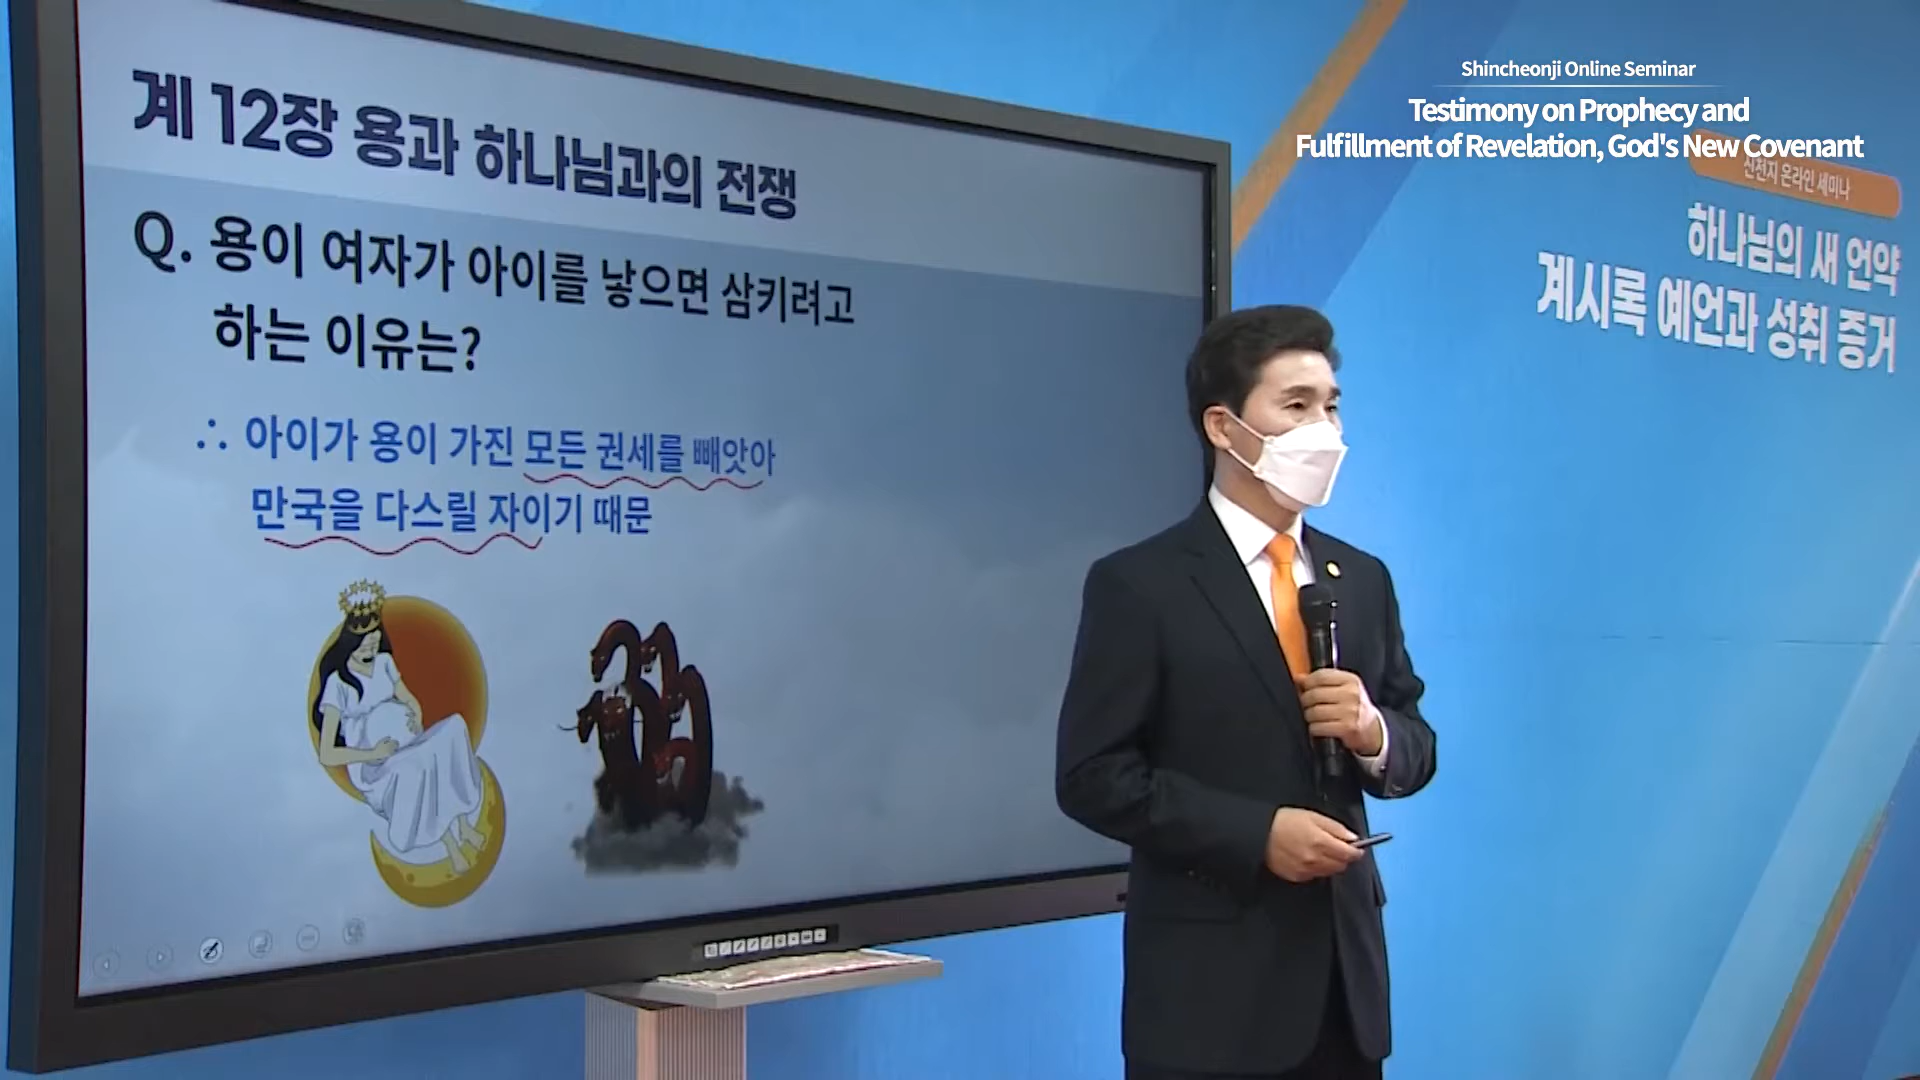 계 12장 용과 하나님과의 전쟁
Q. 용이 여자가 아이를 낳으면 삼키려고
하는 이유는?
∴ 아이가 용이 가진 모든 권세를 빼앗아
만국을 다스릴 자이기 때문
Shincheonji Online Seminar
Testimony on Prophecy and
Fulfillment of Revelation, God's New Covenant
신천지 온라인 세미나
하나님의 새 언약
계시록 예언과 성취 증거